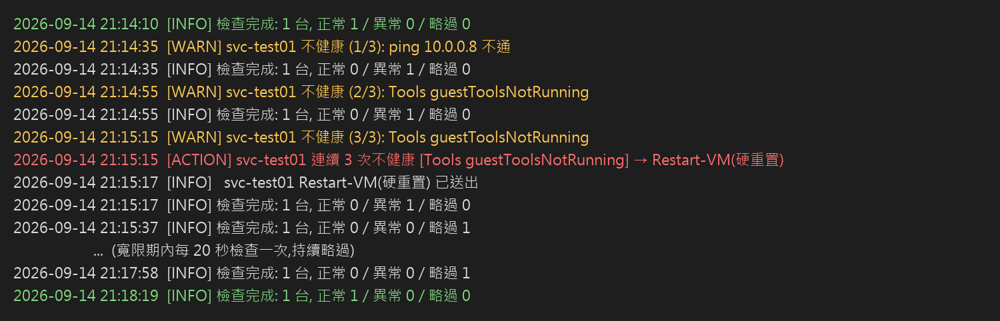 2026-09-14 21:14:10 [INFO] 檢查完成: 1 台, 正常 1 / 異常 0 / 略過 0
2026-09-14 21:14:35 [WARN] svc-test01 不健康 (1/3): ping 10.0.0.8 不通
2026-09-14 21:14:35 [INFO] 檢查完成: 1 台, 正常 0 / 異常 1 / 略過 0
2026-09-14 21:14:55 [WARN] svc-test01 不健康 (2/3): Tools guestToolsNotRunning
2026-09-14 21:14:55 [INFO] 檢查完成: 1 台, 正常 0 / 異常 1 / 略過 0
2026-09-14 21:15:15 [WARN] svc-test01 不健康 (3/3): Tools guestToolsNotRunning
2026-09-14 21:15:15 [ACTION] svc-test01 連續 3 次不健康 [Tools guestToolsNotRunning] → Restart-VM(硬重置)
2026-09-14 21:15:17 [INFO] svc-test01 Restart-VM(硬重置) 已送出
2026-09-14 21:15:17 [INFO] 檢查完成: 1 台, 正常 0 / 異常 1 / 略過 0
2026-09-14 21:15:37 [INFO] 檢查完成: 1 台, 正常 0 / 異常 0 / 略過 1
... (寬限期內每 20 秒檢查一次,持續略過)
2026-09-14 21:17:58 [INFO] 檢查完成: 1 台, 正常 0 / 異常 0 / 略過 1
2026-09-14 21:18:19 [INFO] 檢查完成: 1 台, 正常 1 / 異常 0 / 略過 0